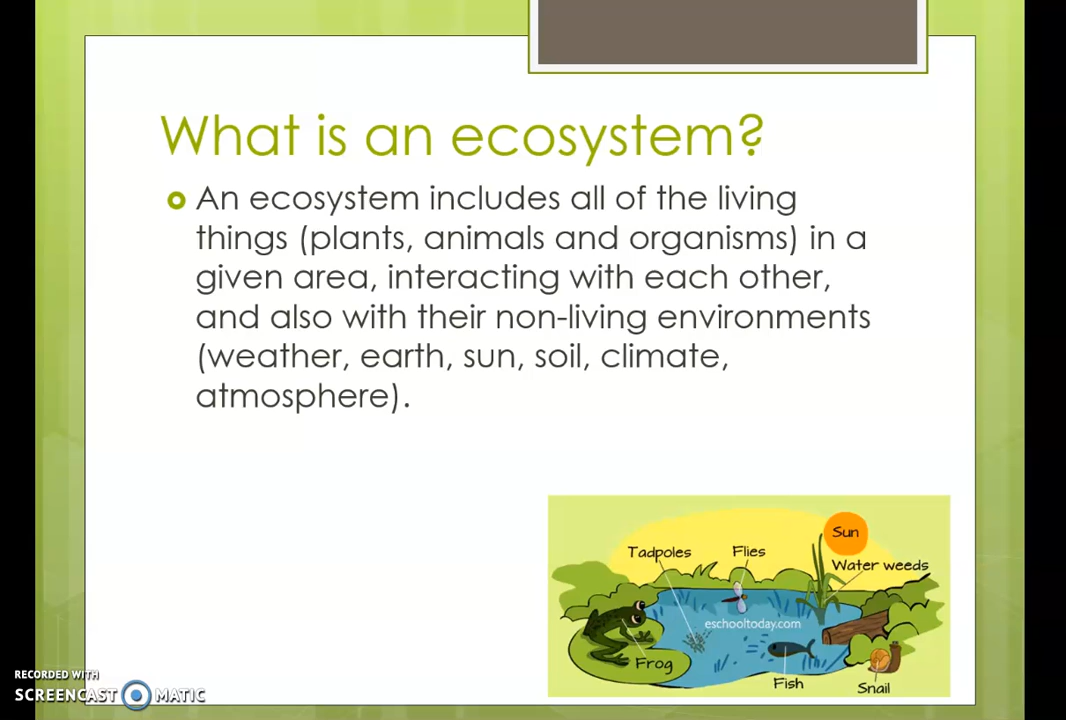 What is an ecosystem?
An ecosystem includes all of the living
things (plants, animals and organisms) in a
given area, interacting with each other,
and also with their non-living environments
(weather, earth, sun, soil, climate,
atmosphere).
Sun
Tadpoles
Flies
Water weeds
eschooltoday.com
Frog
Fish
Snail
RECORDED WITH
SCREENCAST MATIC